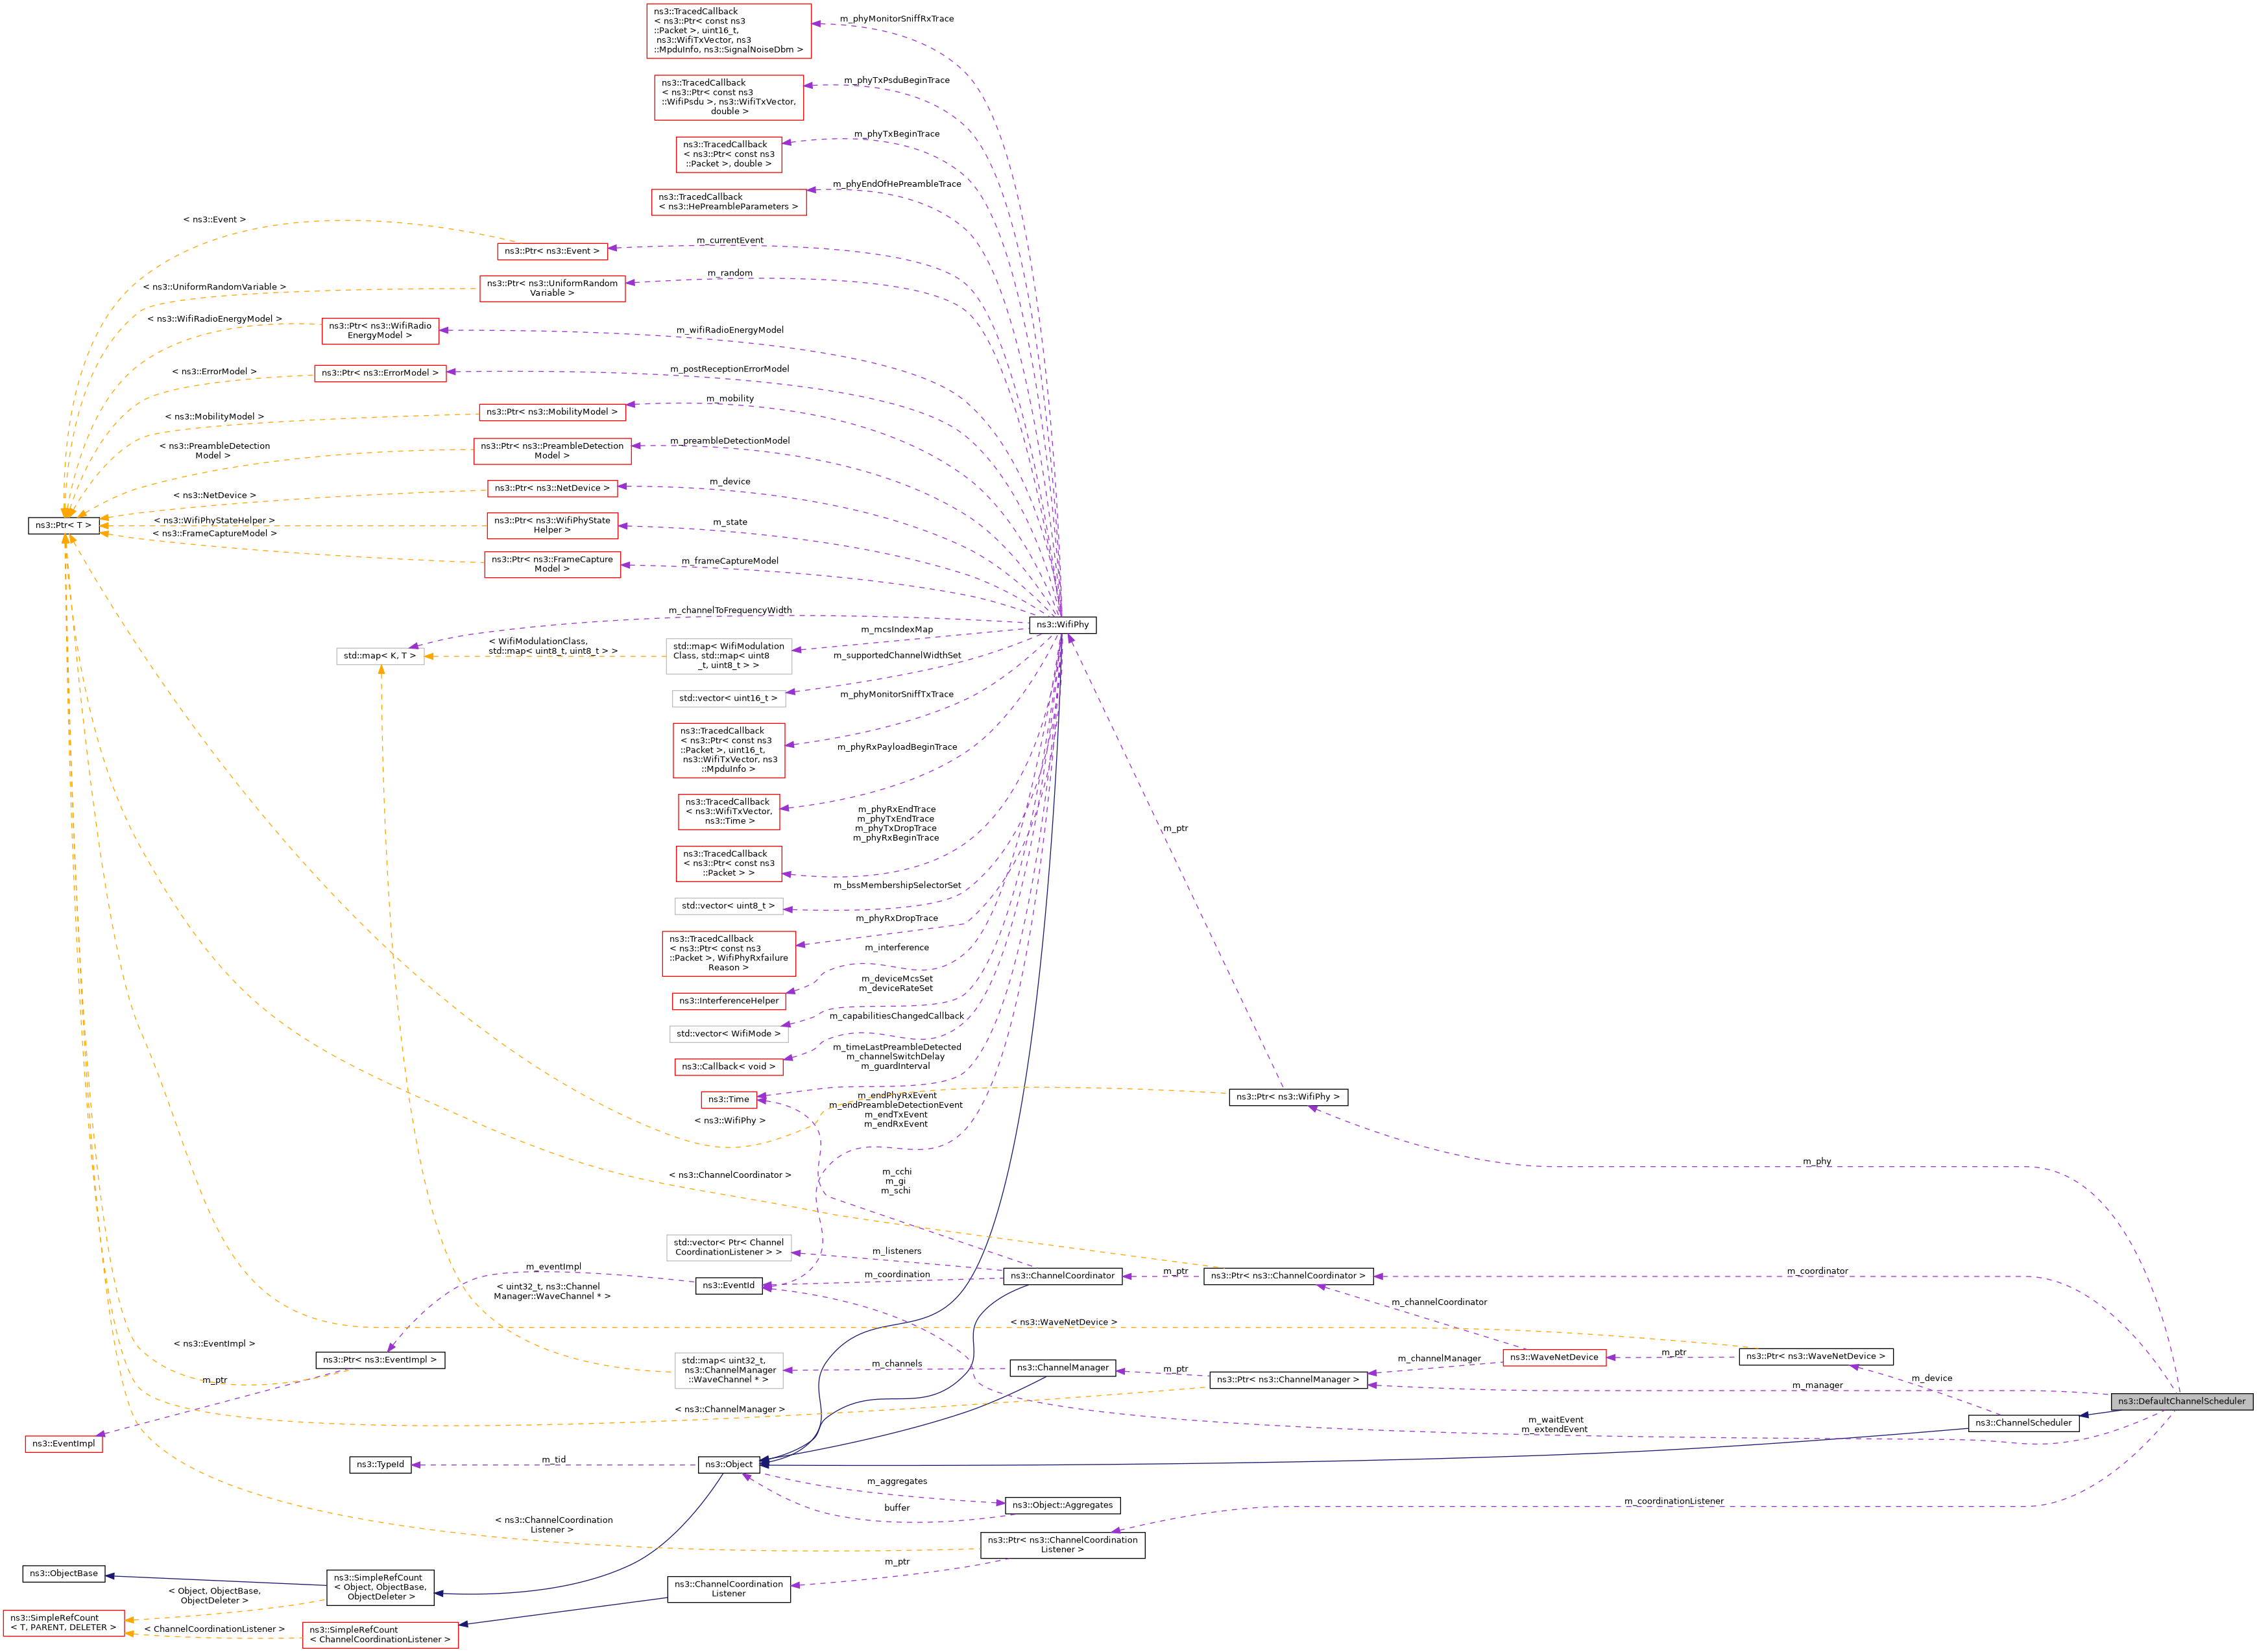 ns3::TracedCallback
< ns3::Ptr< const ns3
::Packet >, uint16_t,
ns3::WifiTxVector, ns3
::MpduInfo, ns3::SignalNoiseDbm >
m_phyMonitorSniffRxTrace
ns3::TracedCallback
< ns3::Ptr< const ns3
::WifiPsdu >, ns3::WifiTxVector,
double >
m_phyTxPsduBeginTrace
ns3::TracedCallback
< ns3::Ptr< const ns3
::Packet >, double >
m_phyTxBeginTrace
ns3::TracedCallback
< ns3::HePreambleParameters >
m_phyEndOfHePreambleTrace
< ns3::Event >
ns3::Ptr< ns3::Event >
m_currentEvent
< ns3::UniformRandomVariable >
ns3::Ptr< ns3::UniformRandom
Variable >
m_random
< ns3::WifiRadioEnergyModel >
ns3::Ptr< ns3::WifiRadio
EnergyModel >
m_wifiRadioEnergyModel
< ns3::ErrorModel >
ns3::Ptr< ns3::ErrorModel >
m_postReceptionErrorModel
< ns3::MobilityModel >
ns3::Ptr< ns3::MobilityModel >
m_mobility
< ns3::PreambleDetection
Model >
ns3::Ptr< ns3::PreambleDetection
Model >
m_preambleDetectionModel
< ns3::NetDevice >
ns3::Ptr< ns3::NetDevice >
m_device
ns3::Ptr< T >
< ns3::WifiPhyStateHelper >
ns3::Ptr< ns3::WifiPhyState
Helper >
m_state
< ns3::FrameCaptureModel >
ns3::Ptr< ns3::FrameCapture
Model >
m_frameCaptureModel
m_channelToFrequencyWidth
ns3::WifiPhy
std::map< K, T >
< WifiModulationClass,
std::map< uint8_t, uint8_t > >
std::map< WifiModulation
Class, std::map< uint8
_t, uint8_t > >
m_mcsIndexMap
m_supportedChannelWidthSet
std::vector< uint16_t >
m_phyMonitorSniffTxTrace
ns3::TracedCallback
< ns3::Ptr< const ns3
::Packet >, uint16_t,
ns3::WifiTxVector, ns3
::MpduInfo >
m_phyRxPayloadBeginTrace
ns3::TracedCallback
< ns3::WifiTxVector,
ns3::Time >
m_phyRxEndTrace
m_phyTxEndTrace
m_phyTxDropTrace
m_phyRxBeginTrace
m_ptr
ns3::TracedCallback
< ns3::Ptr< const ns3
::Packet > >
m_bssMembershipSelectorSet
std::vector< uint8_t >
m_phyRxDropTrace
ns3::TracedCallback
< ns3::Ptr< const ns3
::Packet >, WifiPhyRxfailure
Reason >
m_interference
ns3::InterferenceHelper
m_deviceMcsSet
m_deviceRateSet
std::vector< WifiMode >
m_capabilitiesChangedCallback
ns3::Callback< void >
m_timeLastPreambleDetected
m_channelSwitchDelay
m_guardInterval
ns3::Time
m_endPhyRxEvent
m_endPreambleDetectionEvent
m_endTxEvent
m_endRxEvent
< ns3::WifiPhy >
ns3::Ptr< ns3::WifiPhy >
m_phy
< ns3::ChannelCoordinator >
m_cchi
m_gi
m_schi
std::vector< Ptr< Channel
CoordinationListener > >
m_listeners
m_eventImpl
ns3::EventId
m_coordination
ns3::ChannelCoordinator
m_ptr
ns3::Ptr< ns3::ChannelCoordinator >
m_coordinator
< uint32_t, ns3::Channel
Manager::WaveChannel * >
m_channelCoordinator
< ns3::WaveNetDevice >
< ns3::EventImpl >
ns3::Ptr< ns3::EventImpl >
m_ptr
std::map< uint32_t,
ns3::ChannelManager
::WaveChannel * >
m_channels
ns3::ChannelManager
m_ptr
ns3::Ptr< ns3::ChannelManager >
m_channelManager
ns3::WaveNetDevice
m_ptr
ns3::Ptr< ns3::WaveNetDevice >
m_device
m_manager
ns3::DefaultChannelScheduler
< ns3::ChannelManager >
m_waitEvent
m_extendEvent
ns3::ChannelScheduler
ns3::EventImpl
ns3::TypeId
m_tid
ns3::Object
m_aggregates
buffer
ns3::Object::Aggregates
m_coordinationListener
< ns3::ChannelCoordination
Listener >
ns3::Ptr< ns3::ChannelCoordination
Listener >
m_ptr
ns3::ObjectBase
ns3::SimpleRefCount
< Object, ObjectBase,
ObjectDeleter >
ns3::ChannelCoordination
Listener
< Object, ObjectBase,
ObjectDeleter >
ns3::SimpleRefCount
< T, PARENT, DELETER >
< ChannelCoordinationListener >
ns3::SimpleRefCount
< ChannelCoordinationListener >